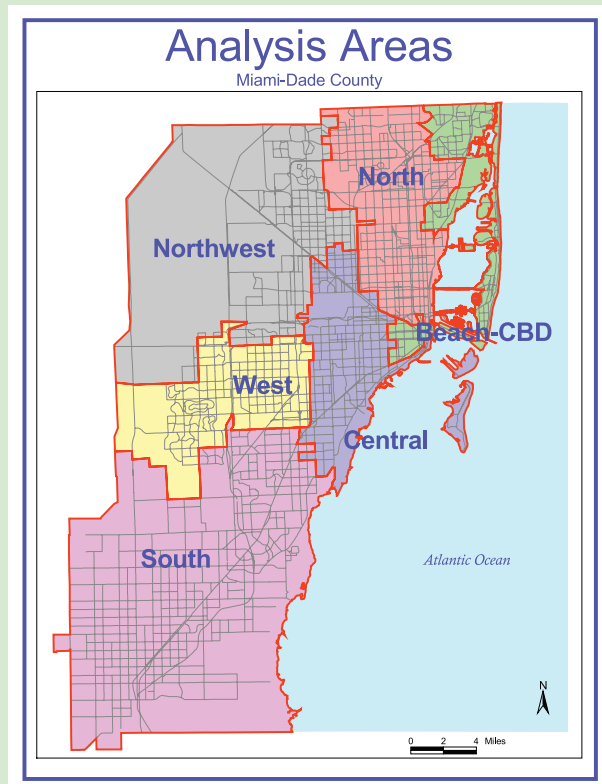 Analysis Areas
Miami-Dade County
North
Northwest
Beach-CBD
West
Central
South
Atlantic Ocean
N
0 2 4 Miles